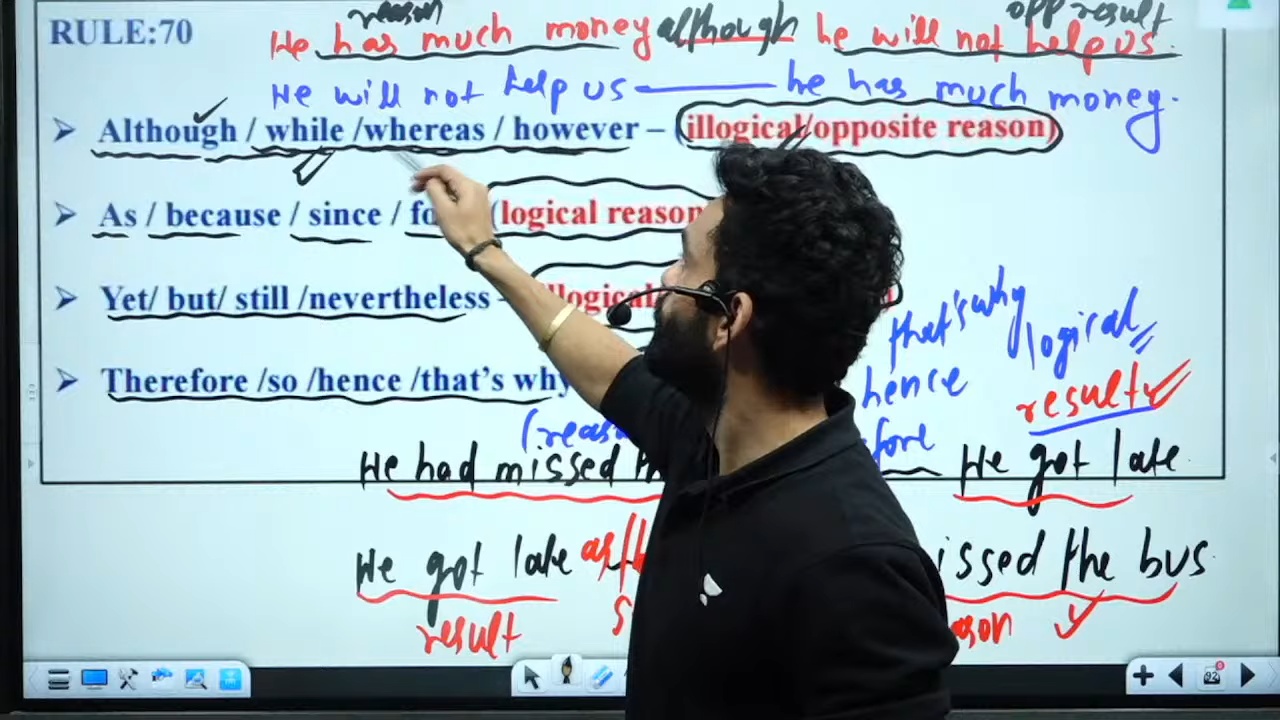 reason opp result
RULE:70
He has much money although he will not help us.
He will not help us he has much money.
➤ Although / while /whereas / however – (illogical/opposite reason)
➤ As / because / since / fo (logical reason
➤ Yet/ but/ still /nevertheless –
that's why
logical
➤ Therefore /so /hence /that's why
hence
result
He had missed He got late.
He got late missed the bus.
result